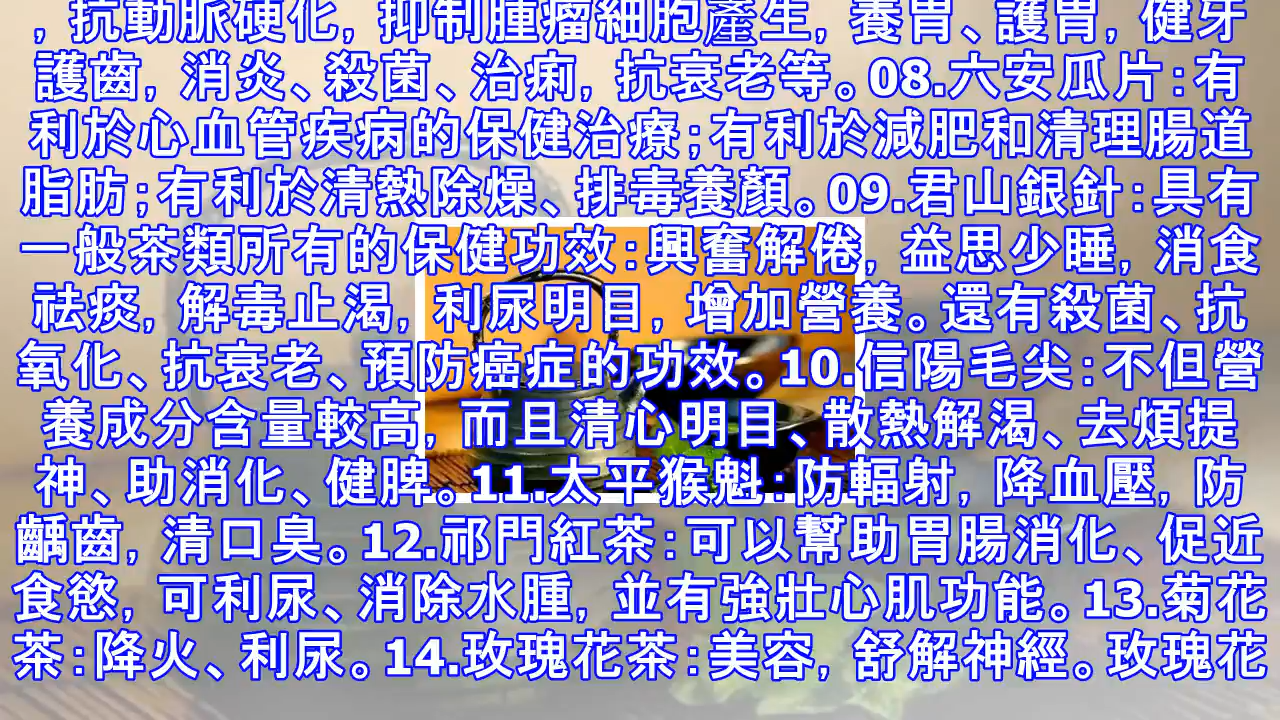 , 抗動脈硬化, 抑制腫瘤細胞產生, 養胃、護胃, 健牙
護齒, 消炎、殺菌、治痢, 抗衰老等。08.六安瓜片:有
利於心血管疾病的保健治療;有利於減肥和清理腸道
脂肪;有利於清熱除燥、排毒養顏。09.君山銀針:具有
一般茶類所有的保健功效:興奮解倦, 益思少睡, 消食
祛痰, 解毒止渴, 利尿明目, 增加營養。還有殺菌、抗
氧化、抗衰老、預防癌症的功效。10.信陽毛尖:不但營
養成分含量較高, 而且清心明目、散熱解渴、去煩提
神、助消化、健脾。11.太平猴魁:防輻射, 降血壓, 防
齲齒, 清口臭。12.祁門紅茶:可以幫助胃腸消化、促近
食慾, 可利尿、消除水腫, 並有強壯心肌功能。13.菊花
茶:降火、利尿。14.玫瑰花茶:美容, 舒解神經。玫瑰花